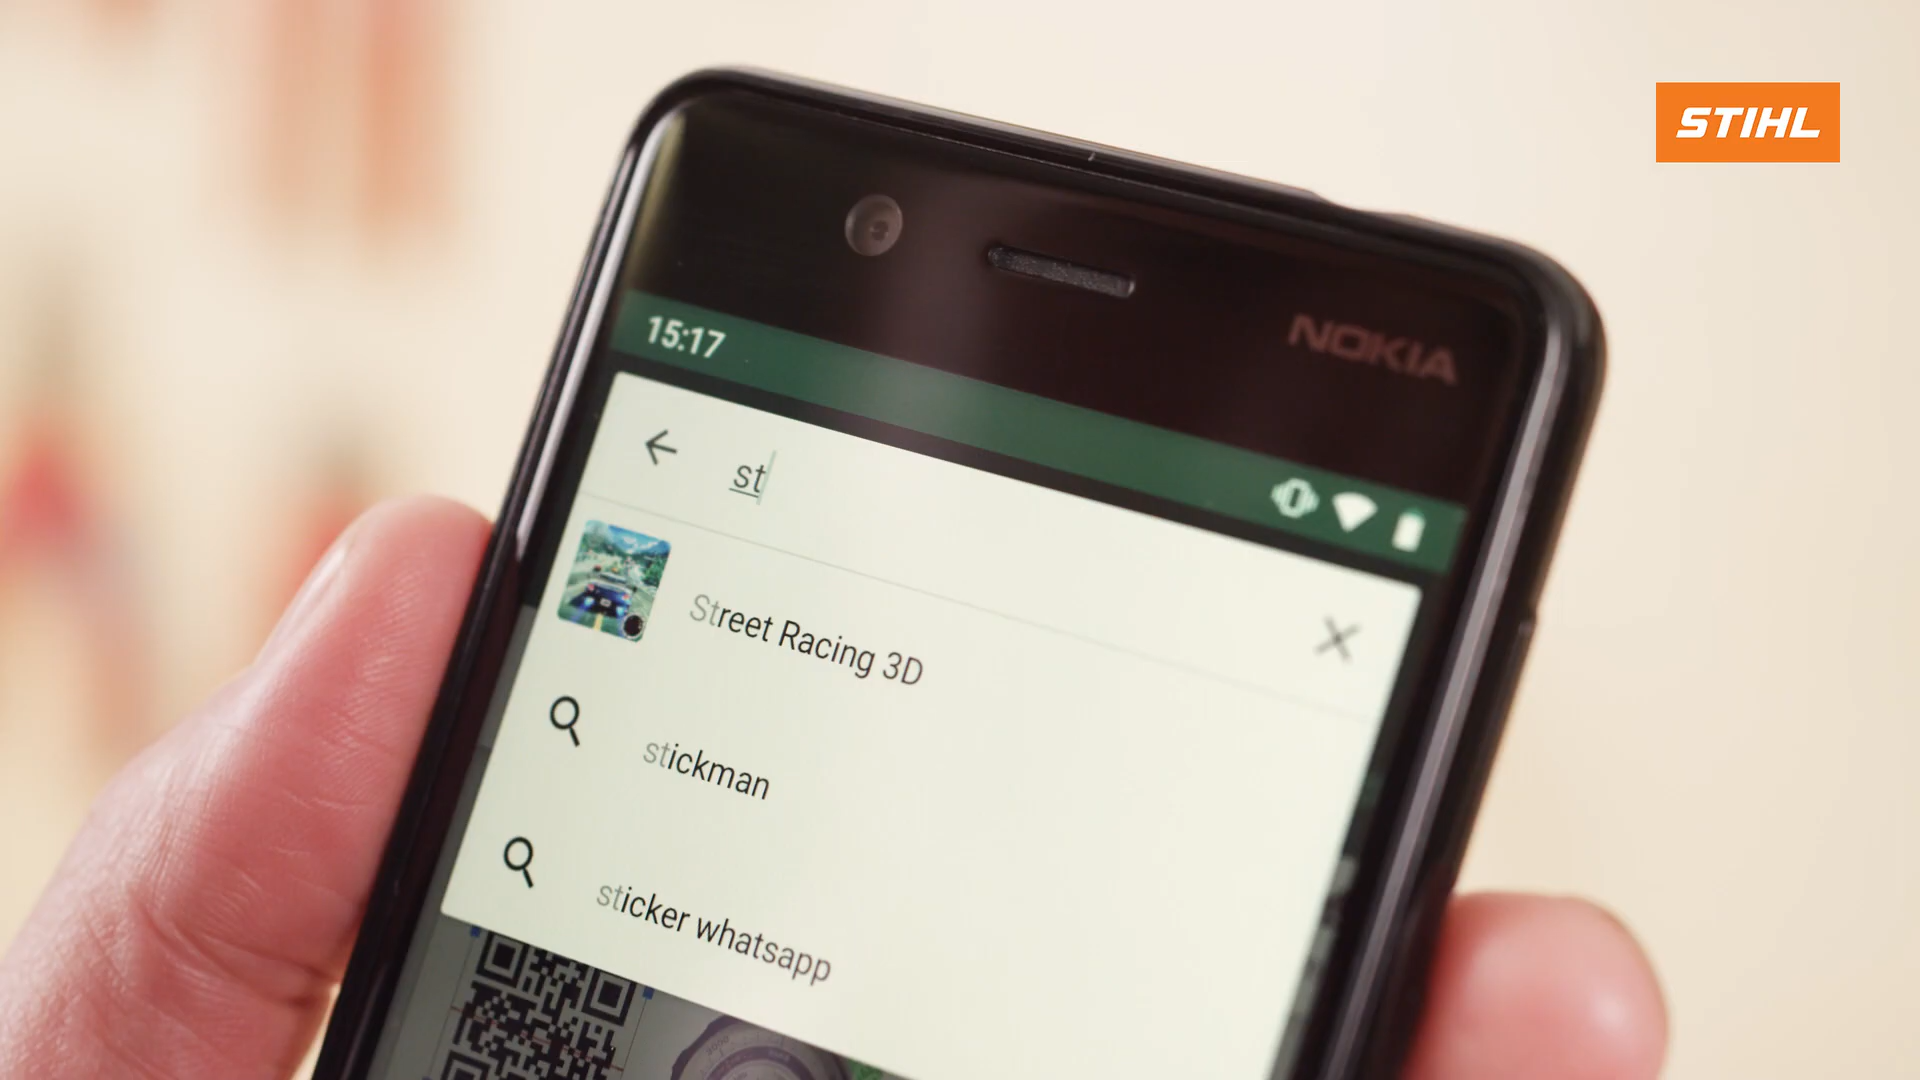 STIHL
NOKIA
15:17
st
Street Racing 3D
stickman
sticker whatsapp